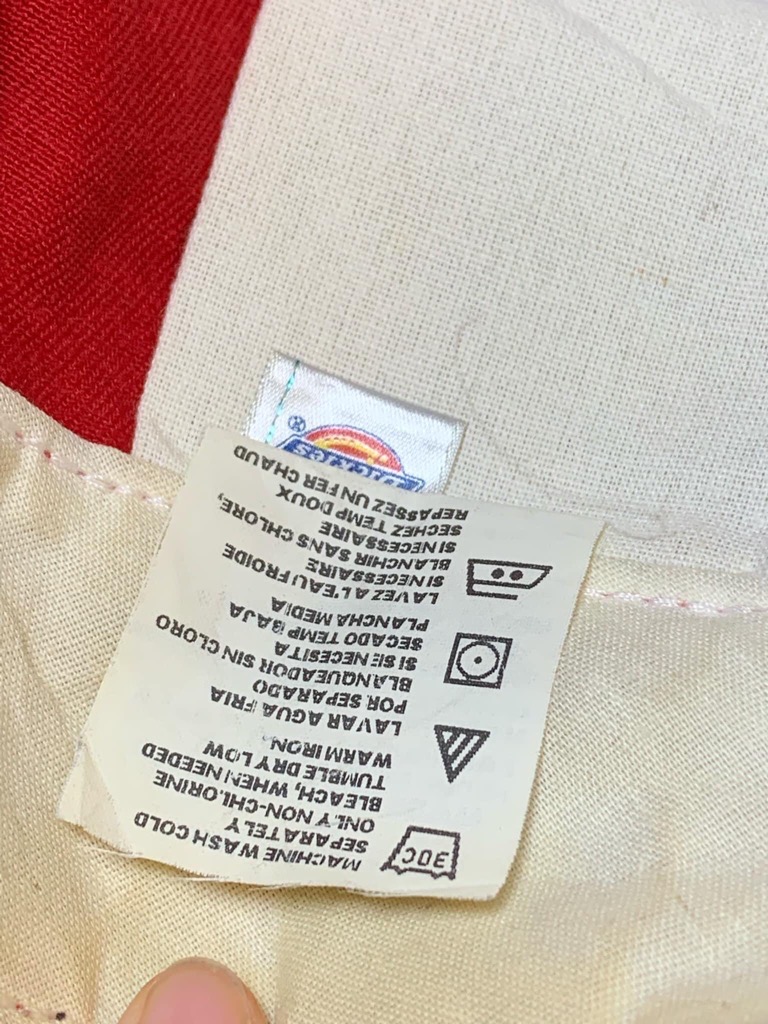 30C
MACHINE WASH COLD
SEPARATELY
ONLY NON-CHLORINE
BLEACH, WHEN NEEDED
TUMBLE DRY LOW
WARM IRON.
LAVAR AGUA FRIA
POR SEPARADO
BLANQUEADOR SIN CLORO
SI SE NECESITA
SECADO TEMP BAJA
PLANCHA MEDIA
LAVEZ A L'EAU FROIDE
SI NECESSAIRE
BLANCHIR SANS CHLORE,
SI NECESSAIRE
SECHEZ TEMP DOUX
REPASSEZ UN FER CHAUD
Dickies ®